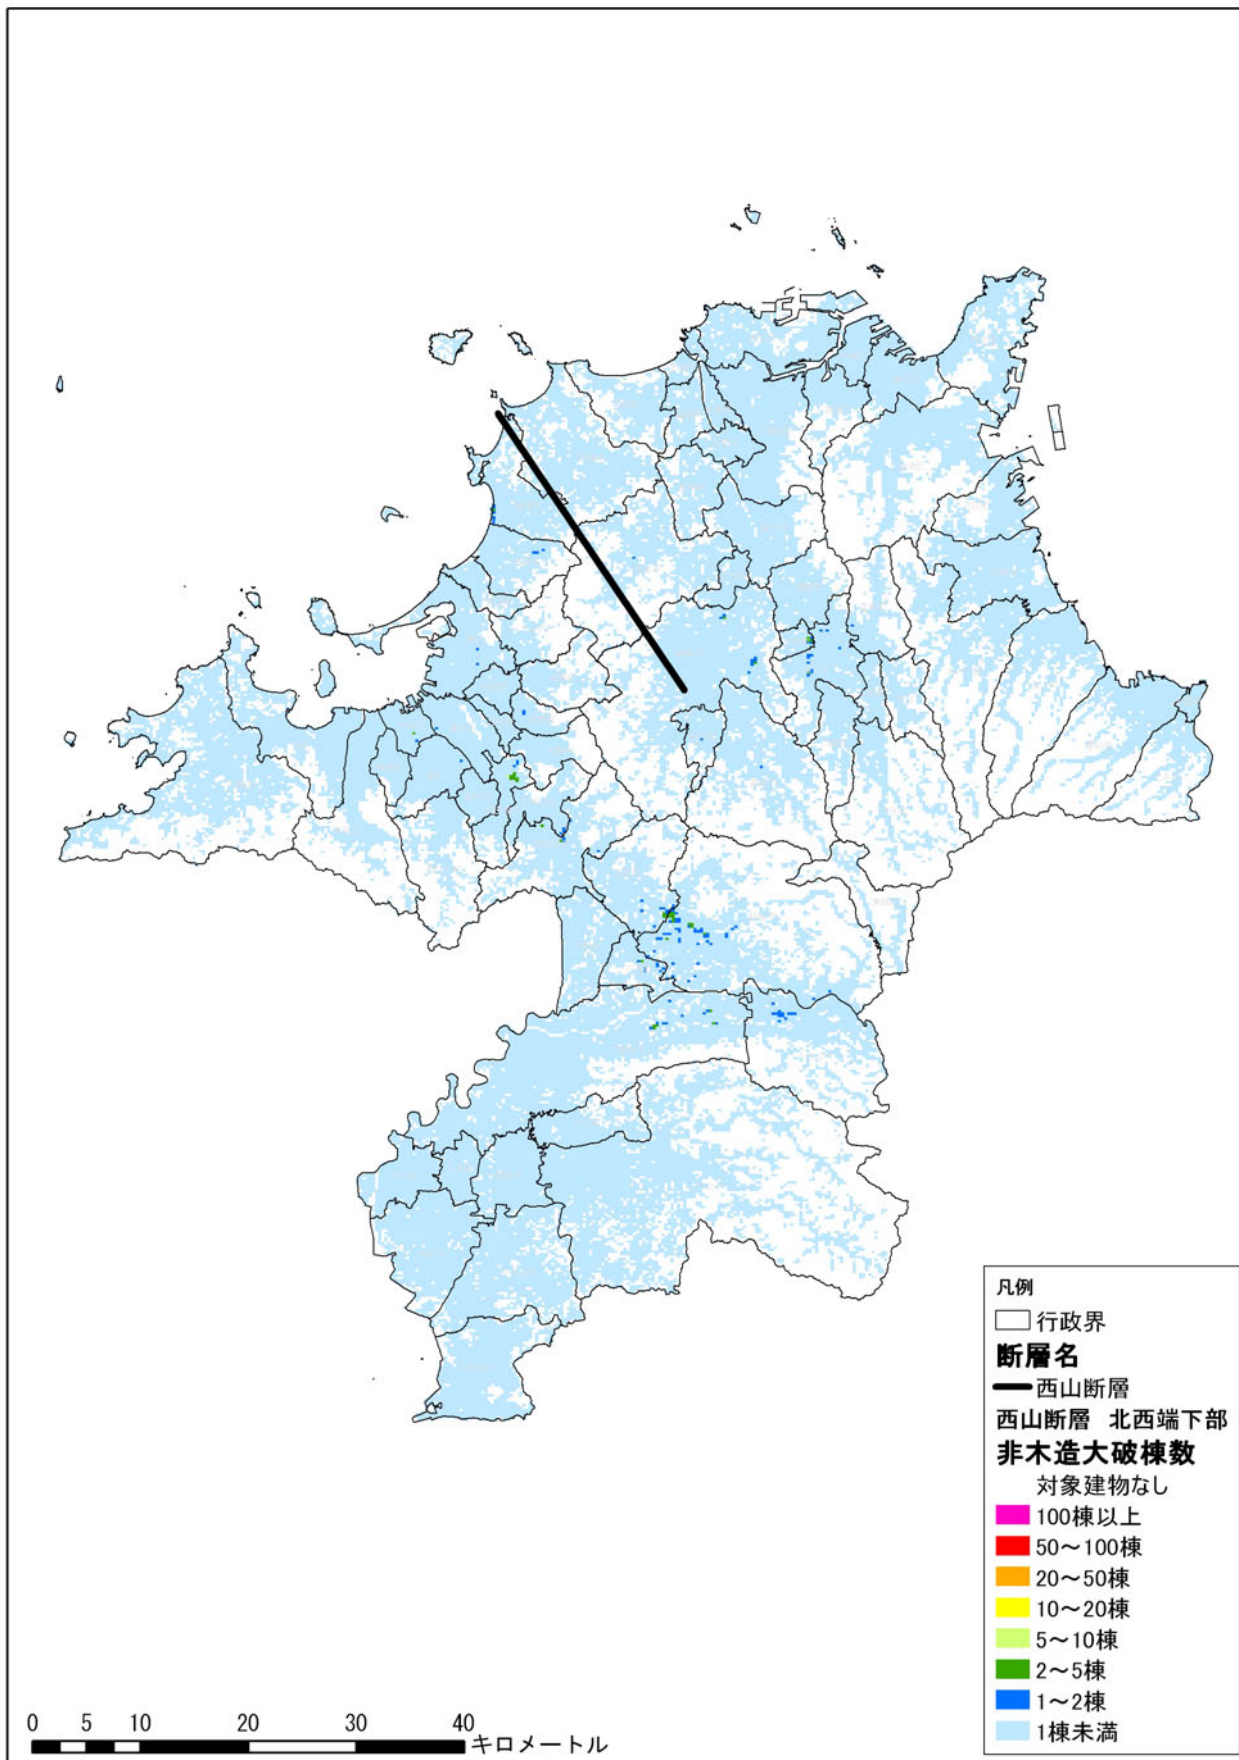 凡例
行政界
断層名
西山断層
西山断層 北西端下部
非木造大破棟数
対象建物なし
100棟以上
50～100棟
20～50棟
10～20棟
5～10棟
2～5棟
1～2棟
1棟未満
0 5 10 20 30 40
キロメートル